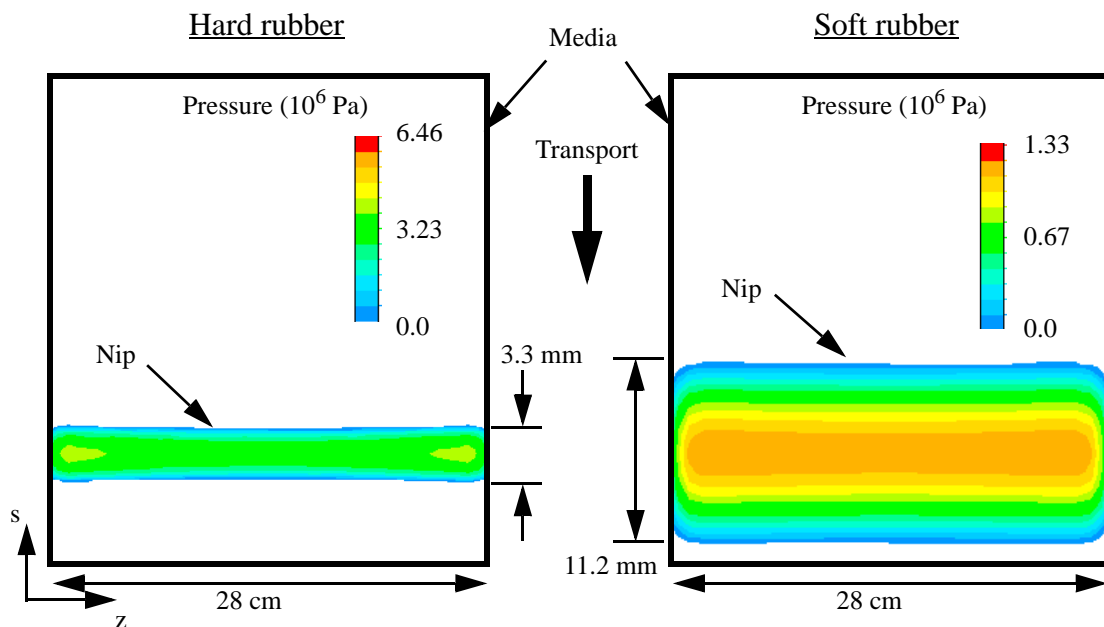 Hard rubber
Media
Soft rubber
Pressure (10^6 Pa)
6.46
3.23
0.0
Transport
Pressure (10^6 Pa)
1.33
0.67
0.0
Nip
3.3 mm
Nip
s
z
28 cm
11.2 mm
28 cm